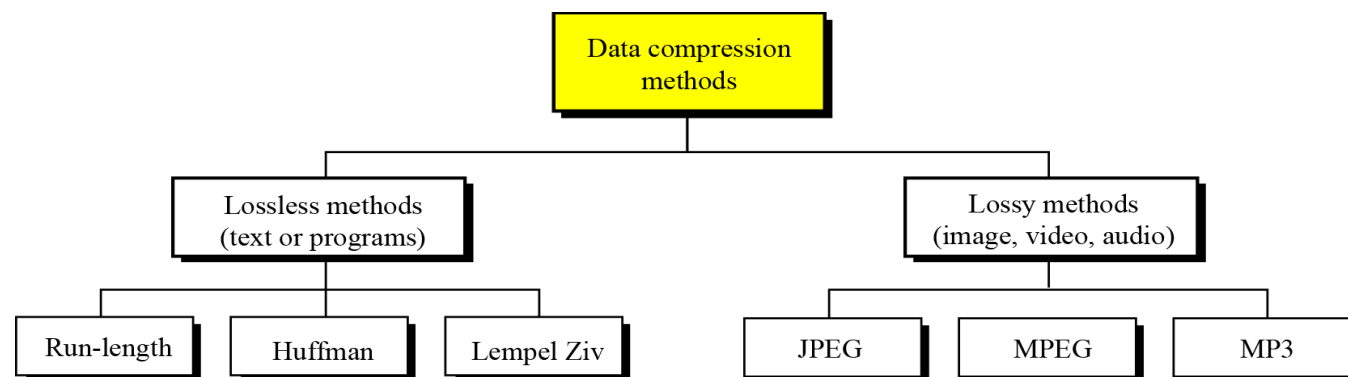 Data compression
methods
Lossless methods
(text or programs)
Lossy methods
(image, video, audio)
Run-length
Huffman
Lempel Ziv
JPEG
MPEG
MP3